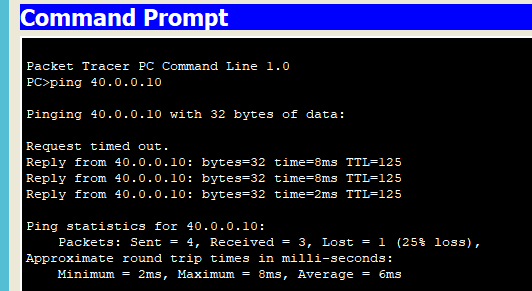 Command Prompt
Packet Tracer PC Command Line 1.0
PC>ping 40.0.0.10
Pinging 40.0.0.10 with 32 bytes of data:
Request timed out.
Reply from 40.0.0.10: bytes=32 time=8ms TTL=125
Reply from 40.0.0.10: bytes=32 time=8ms TTL=125
Reply from 40.0.0.10: bytes=32 time=2ms TTL=125
Ping statistics for 40.0.0.10:
Packets: Sent = 4, Received = 3, Lost = 1 (25% loss),
Approximate round trip times in milli-seconds:
Minimum = 2ms, Maximum = 8ms, Average = 6ms